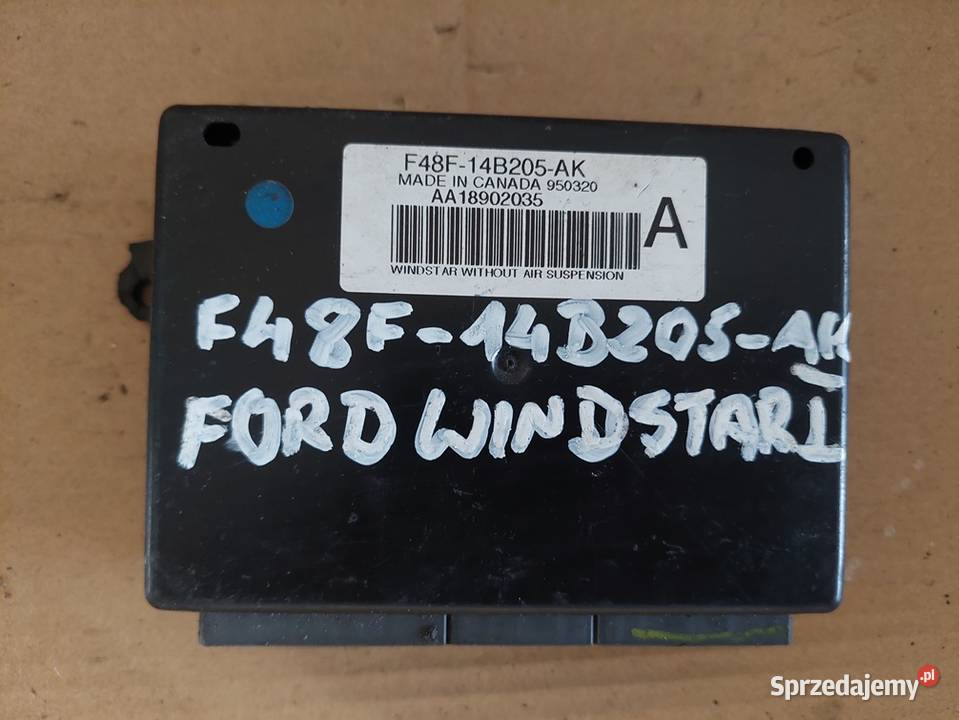 F48F-14B205-AK
MADE IN CANADA 950320
AA18902035
A
WINDSTAR WITHOUT AIR SUSPENSION
F48F-14B205-AK
FORD WINDSTAR I
Sprzedajemy.pl